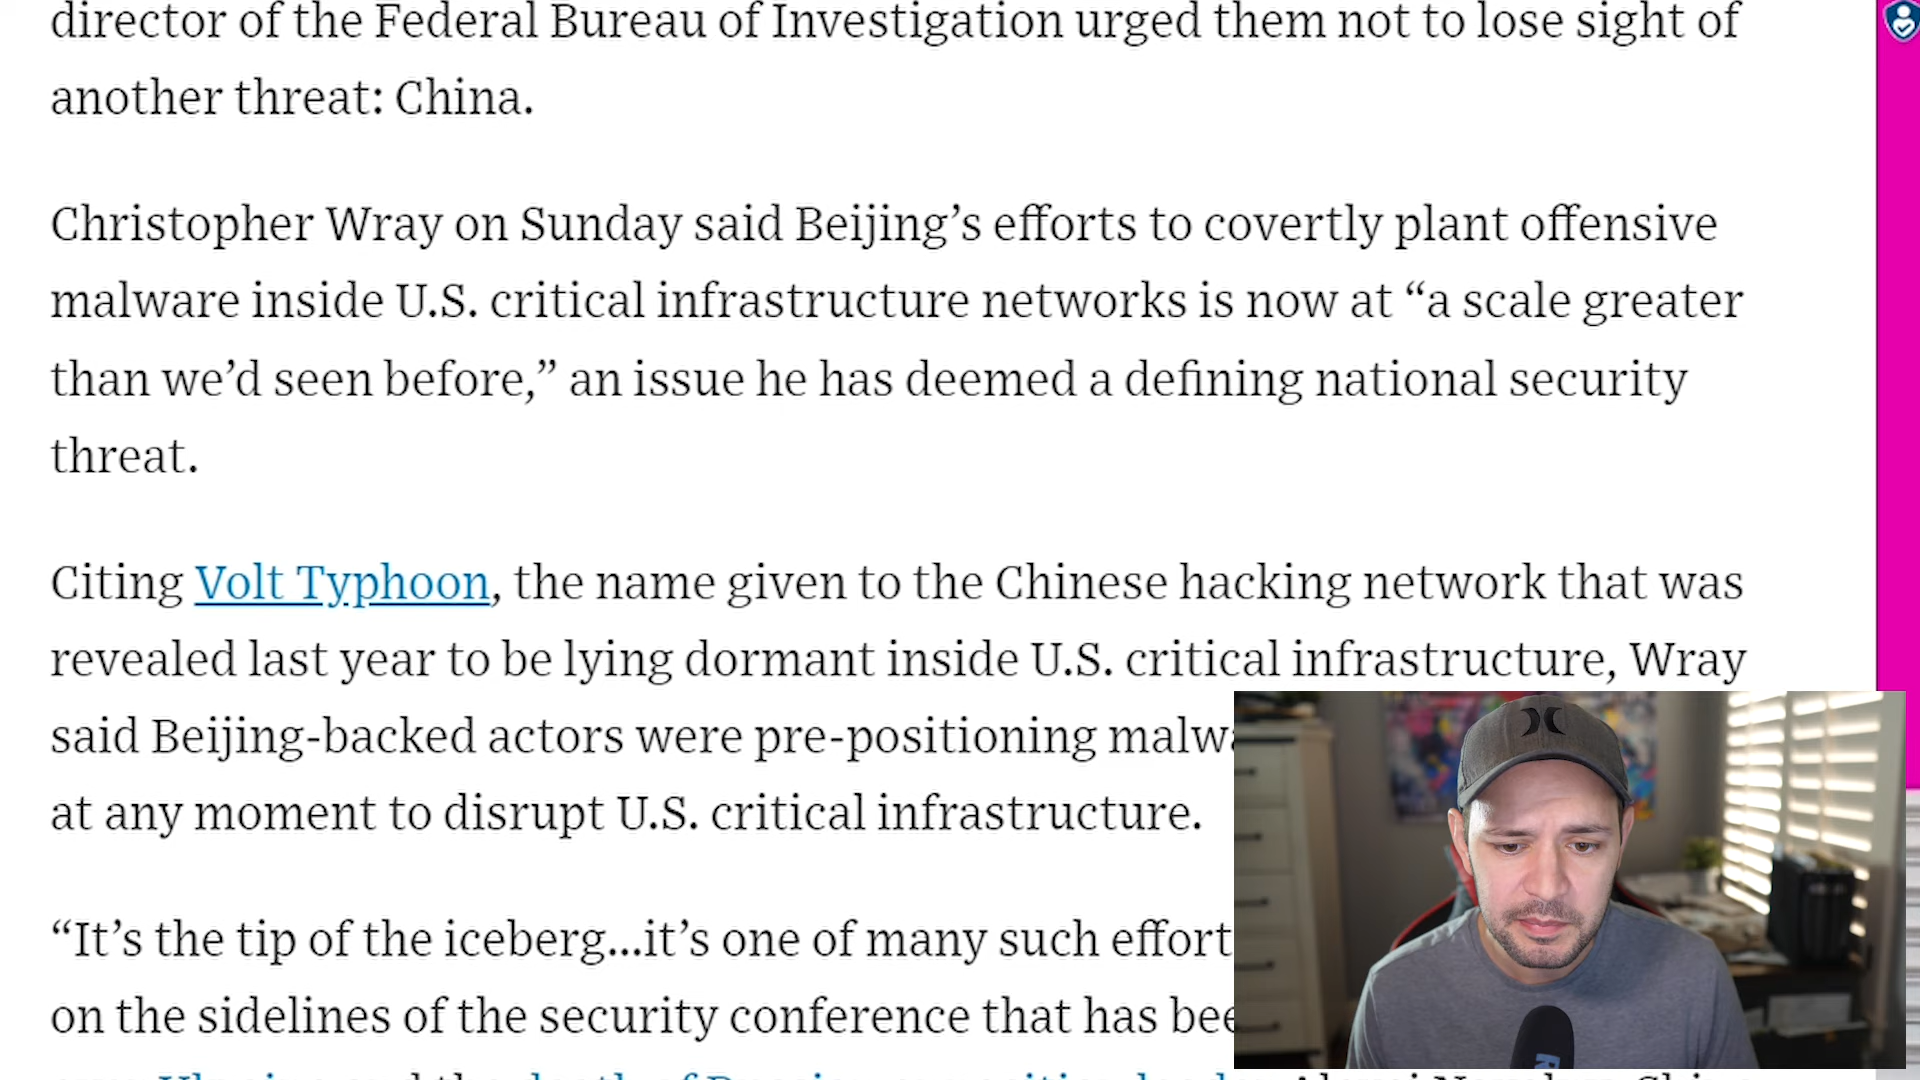 director of the Federal Bureau of Investigation urged them not to lose sight of
another threat: China.
Christopher Wray on Sunday said Beijing’s efforts to covertly plant offensive
malware inside U.S. critical infrastructure networks is now at “a scale greater
than we’d seen before,” an issue he has deemed a defining national security
threat.
Citing Volt Typhoon, the name given to the Chinese hacking network that was
revealed last year to be lying dormant inside U.S. critical infrastructure, Wray
said Beijing-backed actors were pre-positioning
at any moment to disrupt U.S. critical infrastructure.
“It’s the tip of the iceberg...it’s one of many such
on the sidelines of the security conference that has